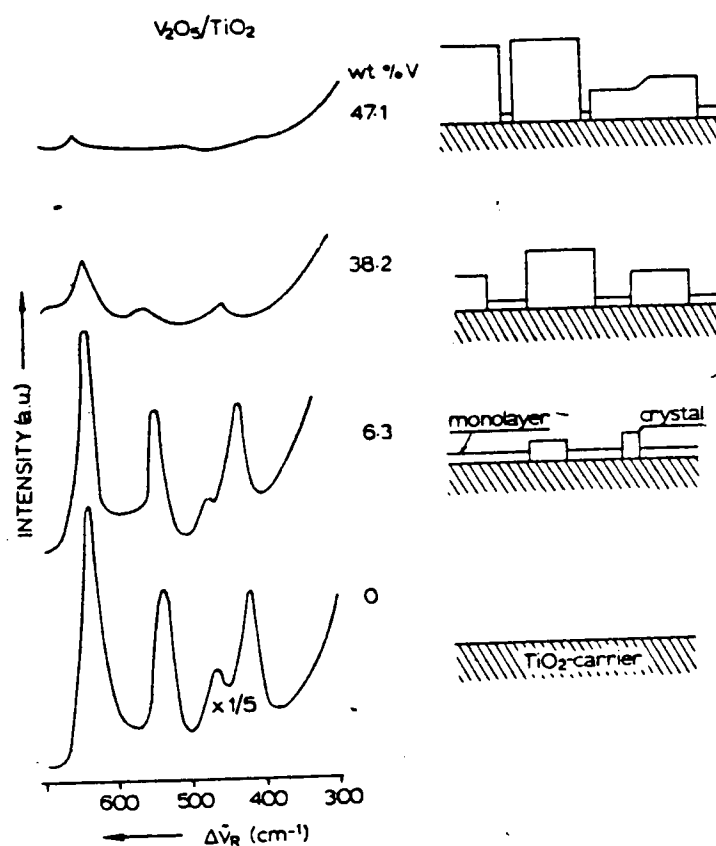 V₂O₅/TiO₂
wt %V
47·1
38·2
6·3
monolayer
crystal
0
TiO₂-carrier
x 1/5
INTENSITY (a.u.)
600 500 400 300
Δν̄R (cm⁻¹)